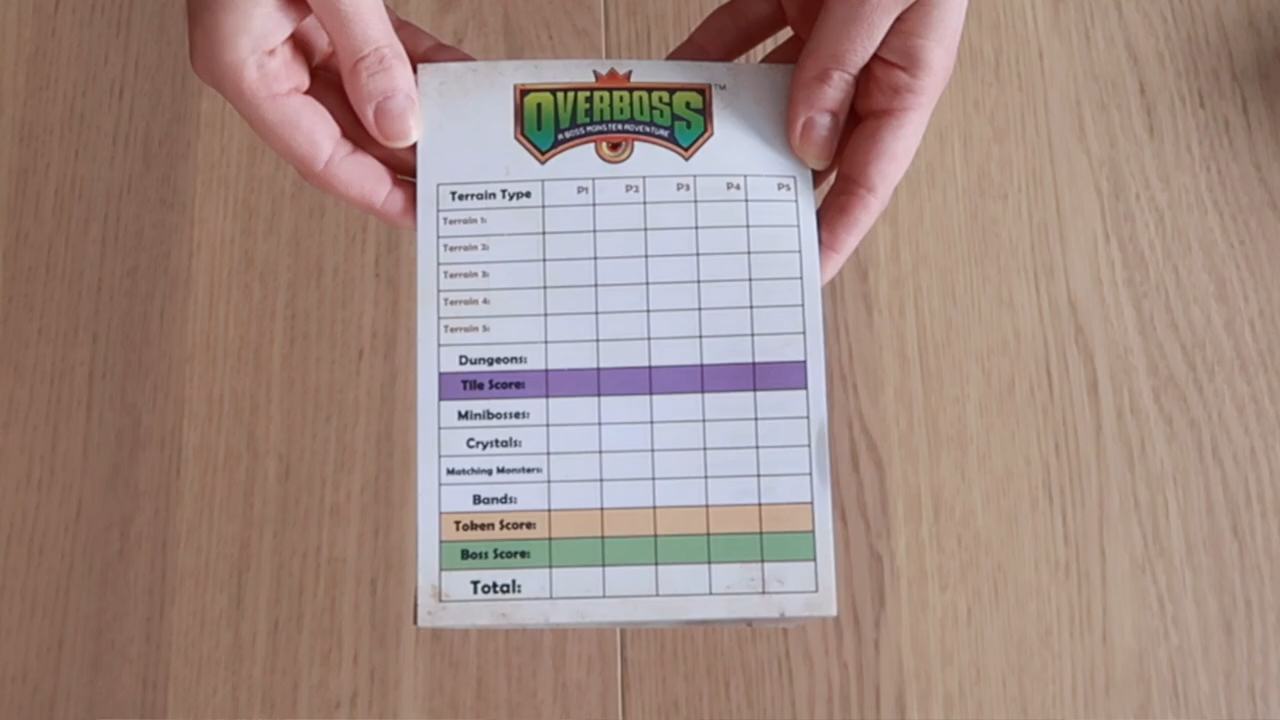 OVERBOSS TM
A BOSS MONSTER ADVENTURE
Terrain Type P1 P2 P3 P4 P5
Terrain 1:
Terrain 2:
Terrain 3:
Terrain 4:
Terrain 5:
Dungeons:
Tile Score:
Minibosses:
Crystals:
Matching Monsters:
Bands:
Token Score:
Boss Score:
Total: